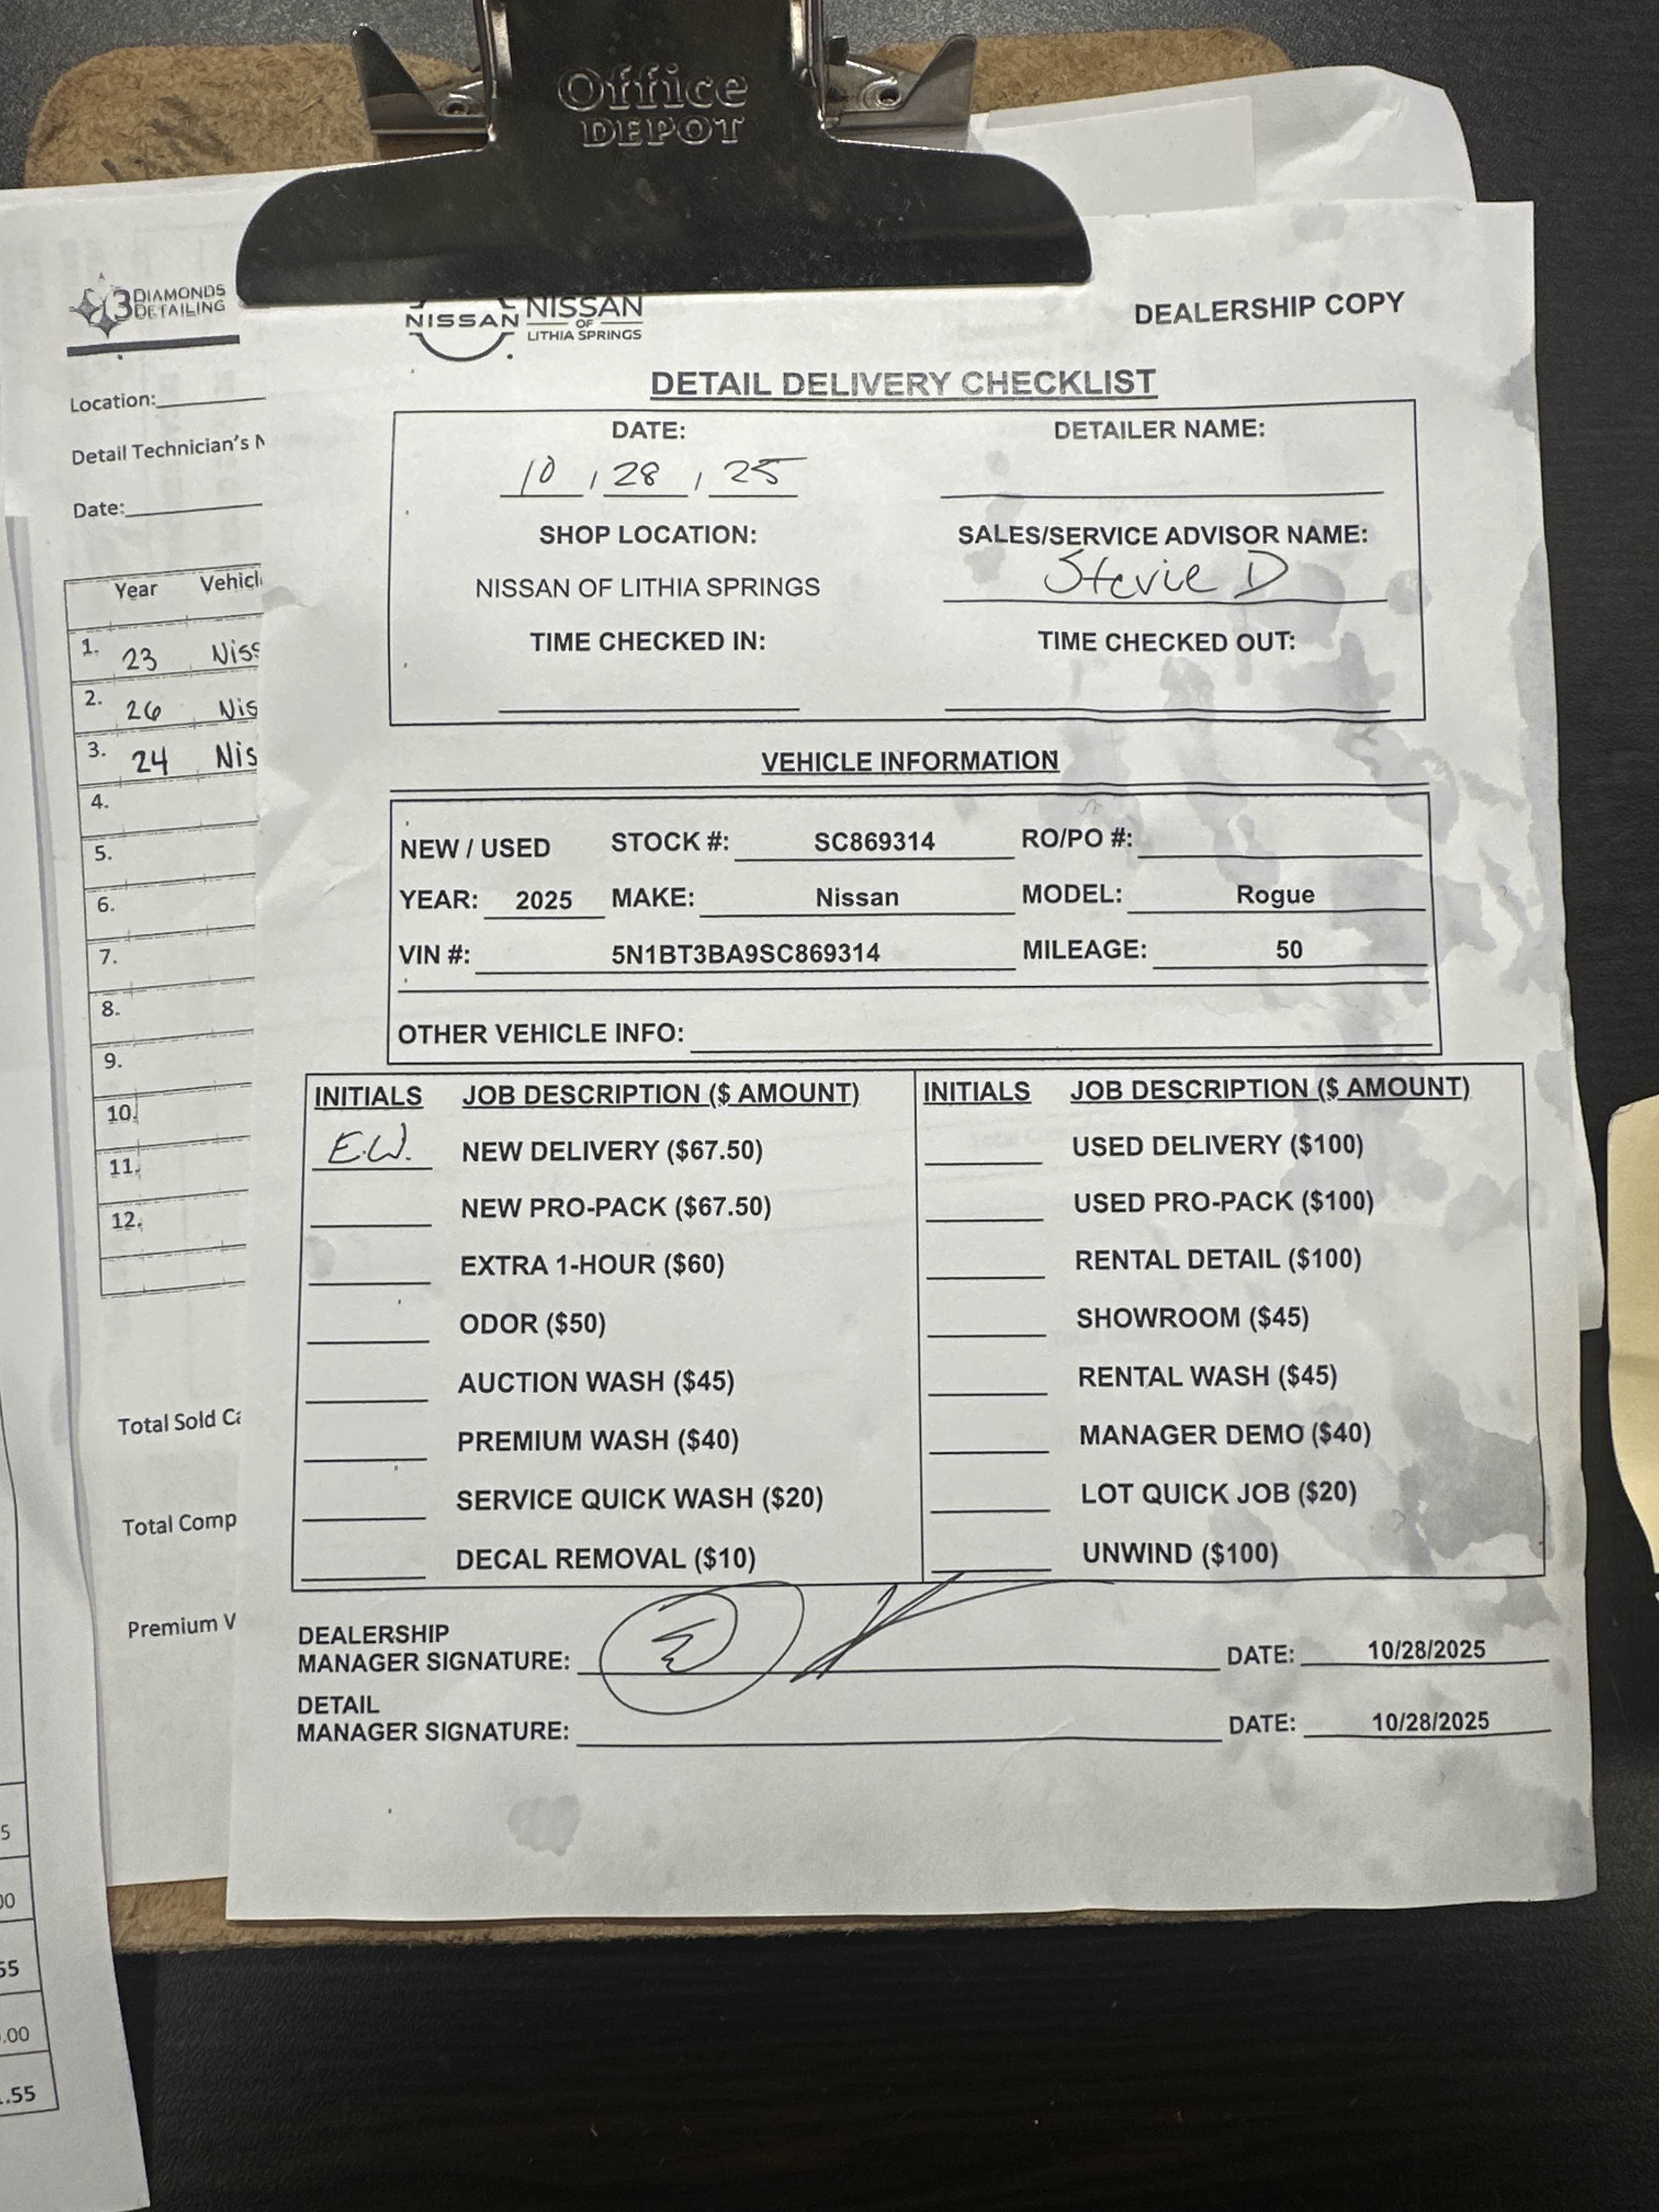 Office
DEPOT
3 DIAMONDS
DETAILING
Location:
Detail Technician's
Date:
Year
1. 23
2. 26 Nis
3. 24 Nis
4.
5.
6.
7.
8.
9.
10.
11.
12.
Total Sold
Total Comp
Premium
5
00
55
.00
.55
NISSAN
NISSAN
OF
LITHIA SPRINGS
DEALERSHIP COPY
DETAIL DELIVERY CHECKLIST
DATE: DETAILER NAME:
10 / 28 / 25
SHOP LOCATION: SALES/SERVICE ADVISOR NAME:
NISSAN OF LITHIA SPRINGS Stevie D
TIME CHECKED IN: TIME CHECKED OUT:
VEHICLE INFORMATION
NEW / USED STOCK #: SC869314 RO/PO #:
YEAR: 2025 MAKE: Nissan MODEL: Rogue
VIN #: 5N1BT3BA9SC869314 MILEAGE: 50
OTHER VEHICLE INFO:
INITIALS JOB DESCRIPTION ($ AMOUNT) INITIALS JOB DESCRIPTION ($ AMOUNT)
E.W. NEW DELIVERY ($67.50) USED DELIVERY ($100)
NEW PRO-PACK ($67.50) USED PRO-PACK ($100)
EXTRA 1-HOUR ($60) RENTAL DETAIL ($100)
ODOR ($50) SHOWROOM ($45)
AUCTION WASH ($45) RENTAL WASH ($45)
PREMIUM WASH ($40) MANAGER DEMO ($40)
SERVICE QUICK WASH ($20) LOT QUICK JOB ($20)
DECAL REMOVAL ($10) UNWIND ($100)
DEALERSHIP
MANAGER SIGNATURE: DATE: 10/28/2025
DETAIL
MANAGER SIGNATURE: DATE: 10/28/2025